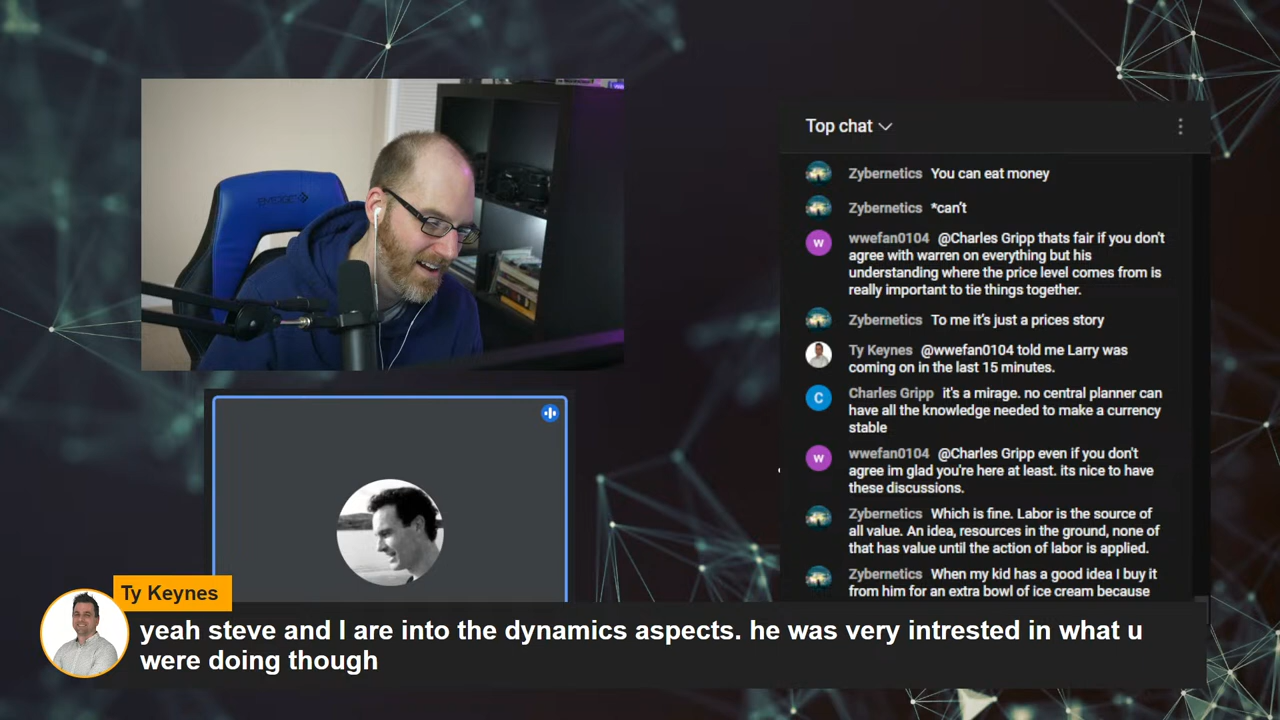 Top chat
Zybernetics You can eat money
Zybernetics *can't
W
wwefan0104 @Charles Gripp thats fair if you don't
agree with warren on everything but his
understanding where the price level comes from is
really important to tie things together.
Zybernetics To me it's just a prices story
Ty Keynes @wwefan0104 told me Larry was
coming on in the last 15 minutes.
C
Charles Gripp it's a mirage. no central planner can
have all the knowledge needed to make a currency
stable
W
wwefan0104 @Charles Gripp even if you don't
agree im glad you're here at least. its nice to have
these discussions.
Zybernetics Which is fine. Labor is the source of
all value. An idea, resources in the ground, none of
that has value until the action of labor is applied.
Zybernetics When my kid has a good idea I buy it
from him for an extra bowl of ice cream because
Ty Keynes
yeah steve and I are into the dynamics aspects. he was very intrested in what u
were doing though